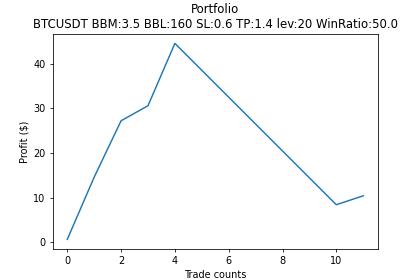 Portfolio
BTCUSDT BBM:3.5 BBL:160 SL:0.6 TP:1.4 lev:20 WinRatio:50.0
40
30
20
10
0
Profit ($)
0 2 4 6 8 10
Trade counts